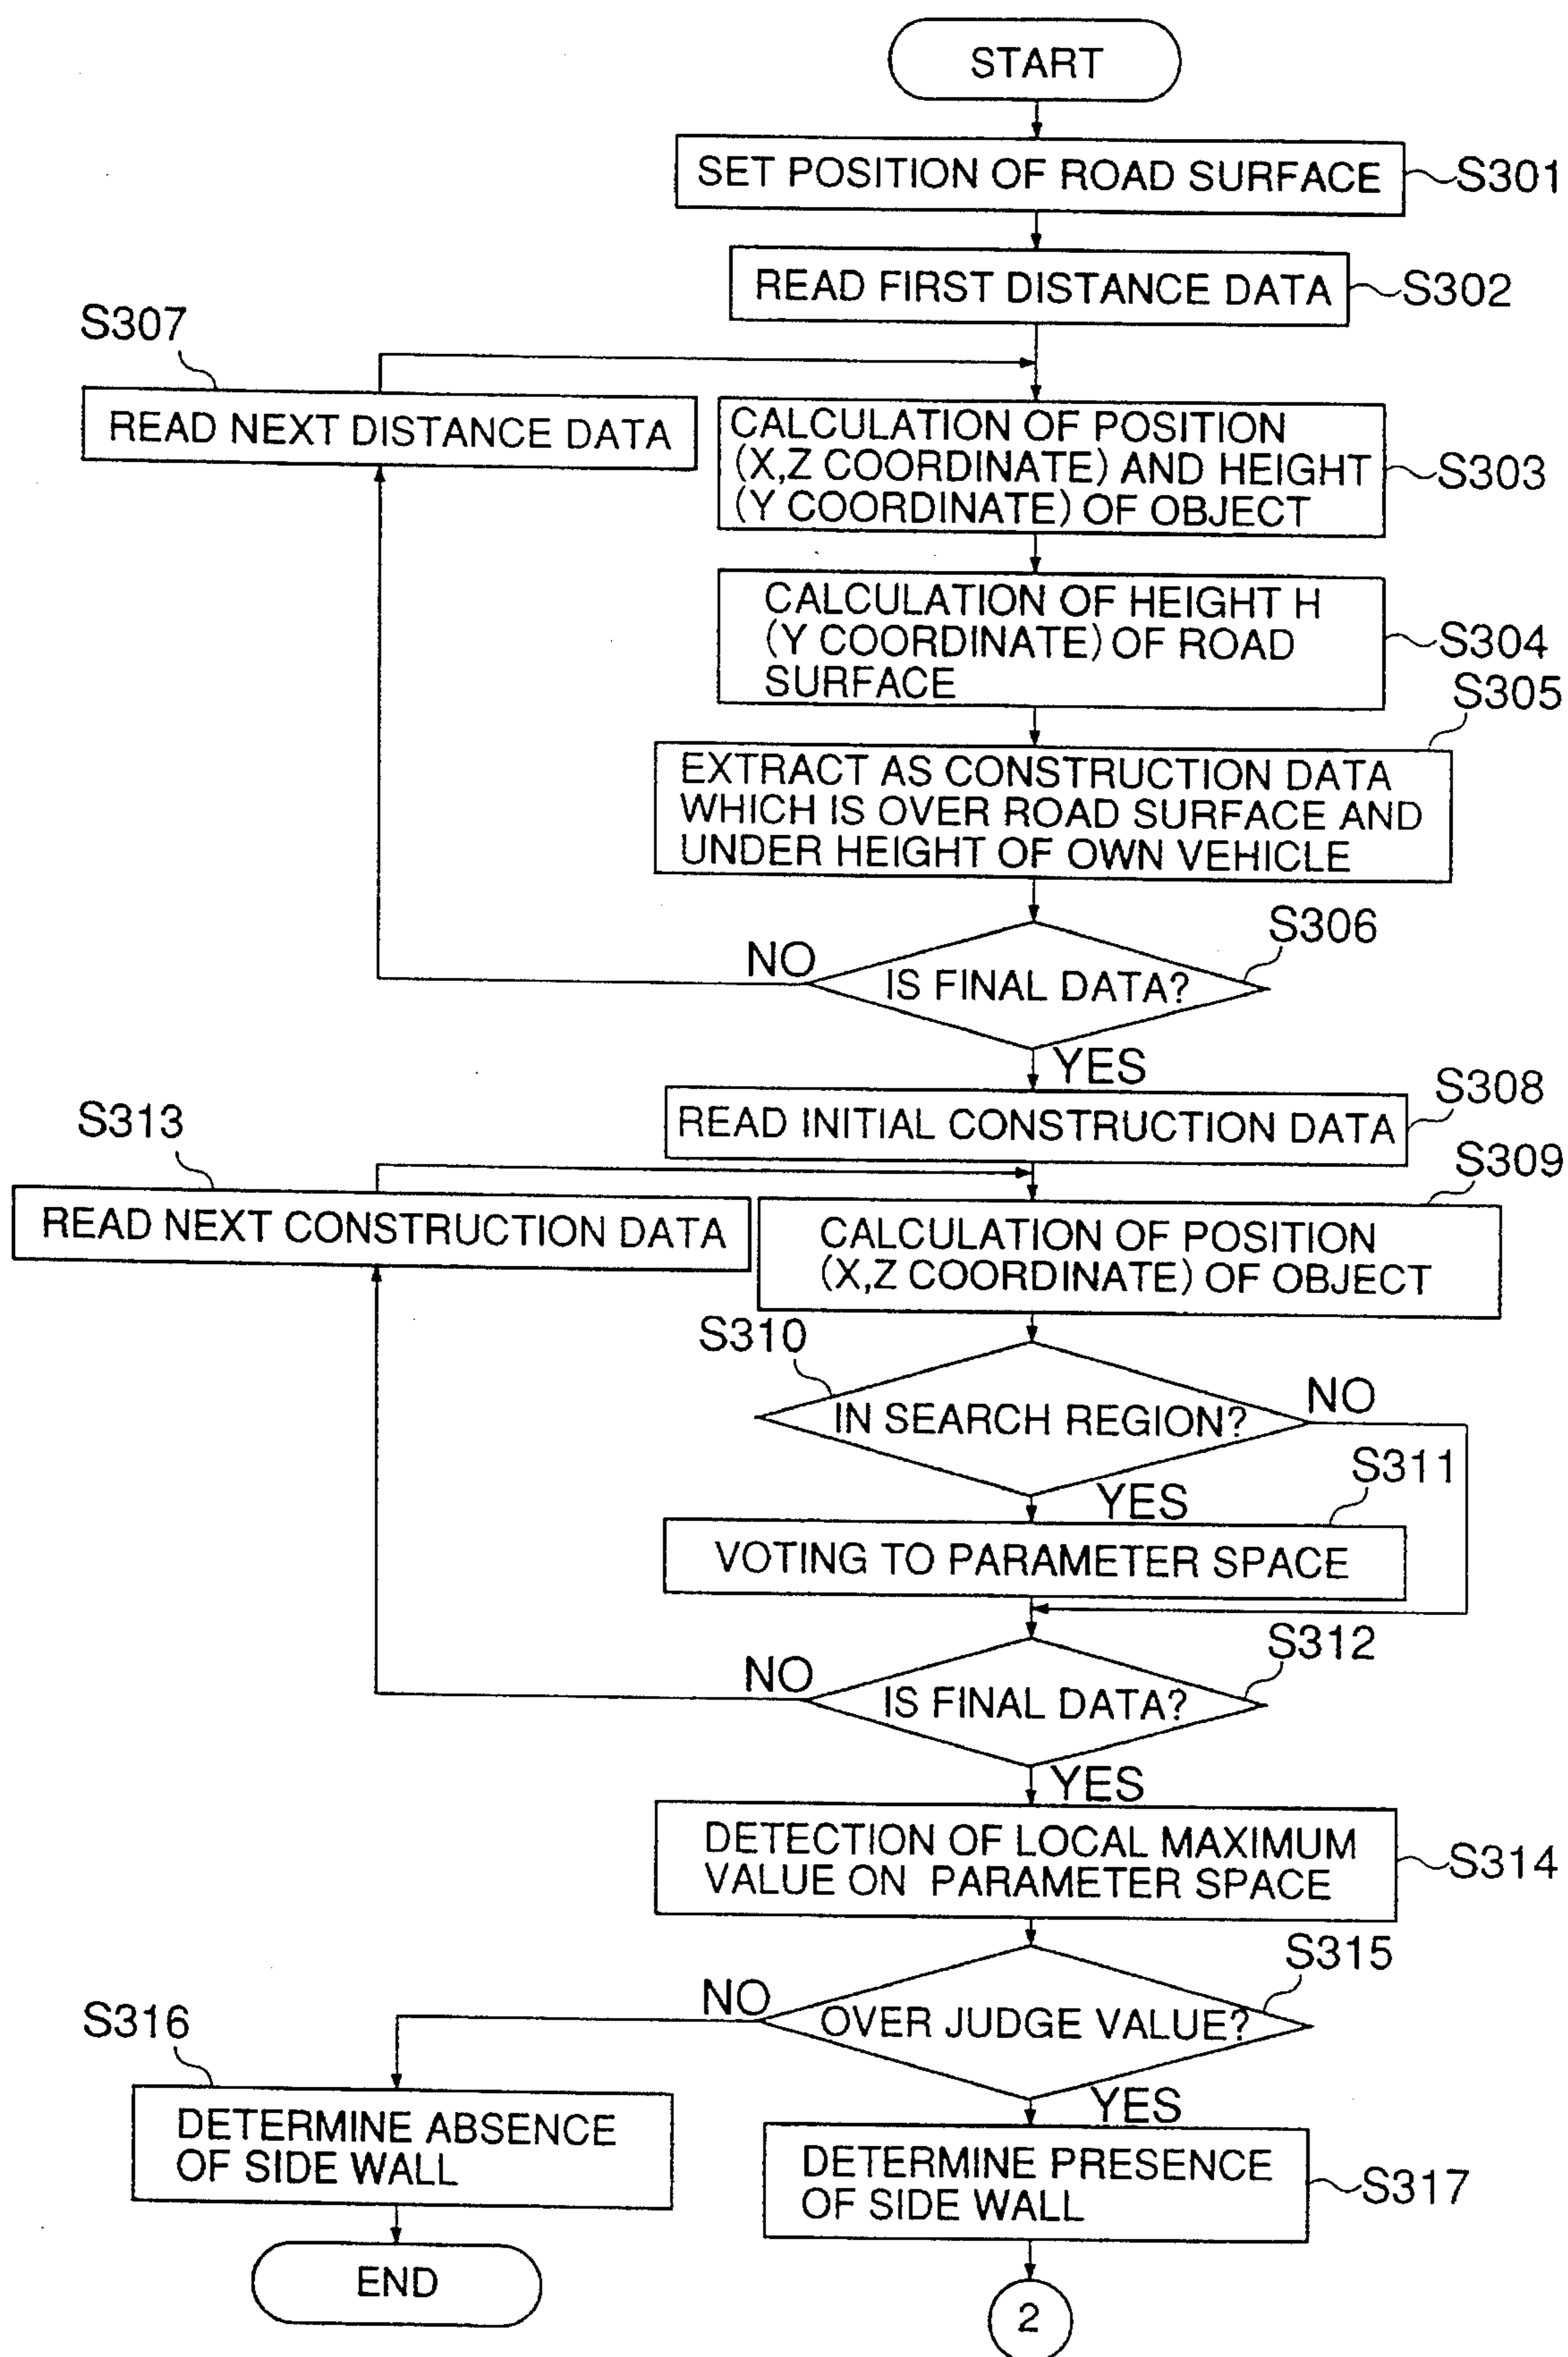 START
SET POSITION OF ROAD SURFACE
S301
READ FIRST DISTANCE DATA
S302
S307
READ NEXT DISTANCE DATA
CALCULATION OF POSITION
(X,Z COORDINATE) AND HEIGHT
(Y COORDINATE) OF OBJECT
S303
CALCULATION OF HEIGHT H
(Y COORDINATE) OF ROAD
SURFACE
S304
S305
EXTRACT AS CONSTRUCTION DATA
WHICH IS OVER ROAD SURFACE AND
UNDER HEIGHT OF OWN VEHICLE
S306
NO
IS FINAL DATA?
YES
S308
READ INITIAL CONSTRUCTION DATA
S313
READ NEXT CONSTRUCTION DATA
S309
CALCULATION OF POSITION
(X,Z COORDINATE) OF OBJECT
S310
IN SEARCH REGION?
NO
YES
S311
VOTING TO PARAMETER SPACE
S312
NO
IS FINAL DATA?
YES
DETECTION OF LOCAL MAXIMUM
VALUE ON PARAMETER SPACE
S314
S315
NO
OVER JUDGE VALUE?
YES
S316
DETERMINE ABSENCE
OF SIDE WALL
DETERMINE PRESENCE
OF SIDE WALL
S317
END
2